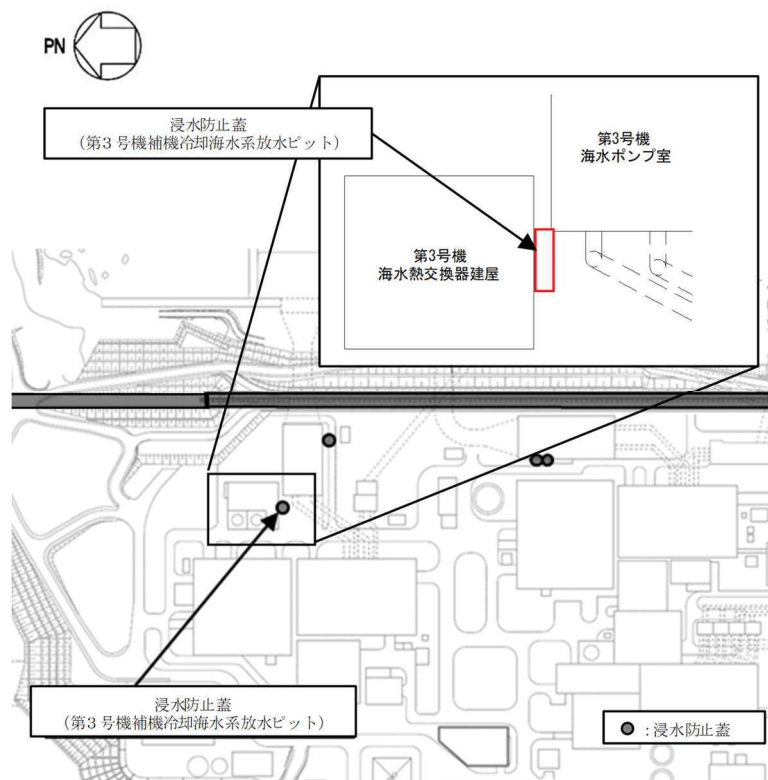 PN
浸水防止蓋
（第3号機補機冷却海水系放水ピット）
第3号機
海水ポンプ室
第3号機
海水熱交換器建屋
浸水防止蓋
（第3号機補機冷却海水系放水ピット）
：浸水防止蓋